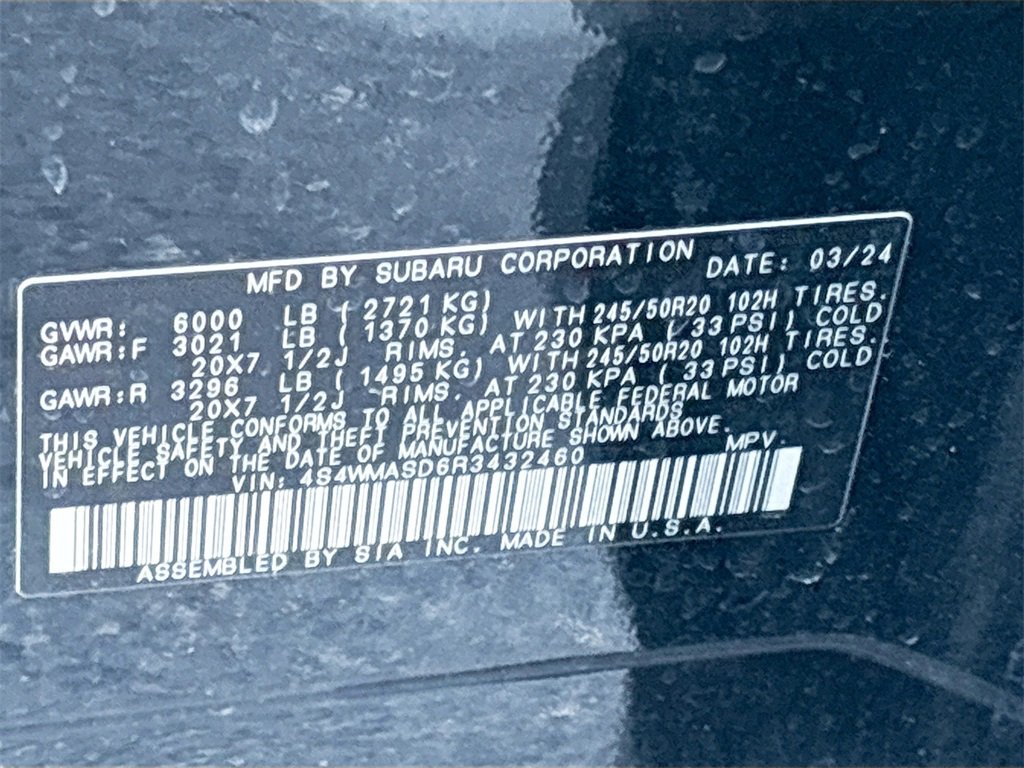 MFD BY SUBARU CORPORATION DATE: 03/24
GVWR: 6000 LB ( 2721 KG)
GAWR:F 3021 LB ( 1370 KG) WITH 245/50R20 102H TIRES.
20X7 1/2J RIMS. AT 230 KPA ( 33 PSI) COLD
GAWR:R 3296 LB ( 1495 KG) WITH 245/50R20 102H TIRES.
20X7 1/2J RIMS. AT 230 KPA ( 33 PSI) COLD
THIS VEHICLE CONFORMS TO ALL APPLICABLE FEDERAL MOTOR
VEHICLE SAFETY AND THEFT PREVENTION STANDARDS
IN EFFECT ON THE DATE OF MANUFACTURE SHOWN ABOVE.
VIN: 4S4WMASD6R3432460 MPV.
ASSEMBLED BY SIA INC. MADE IN U.S.A.